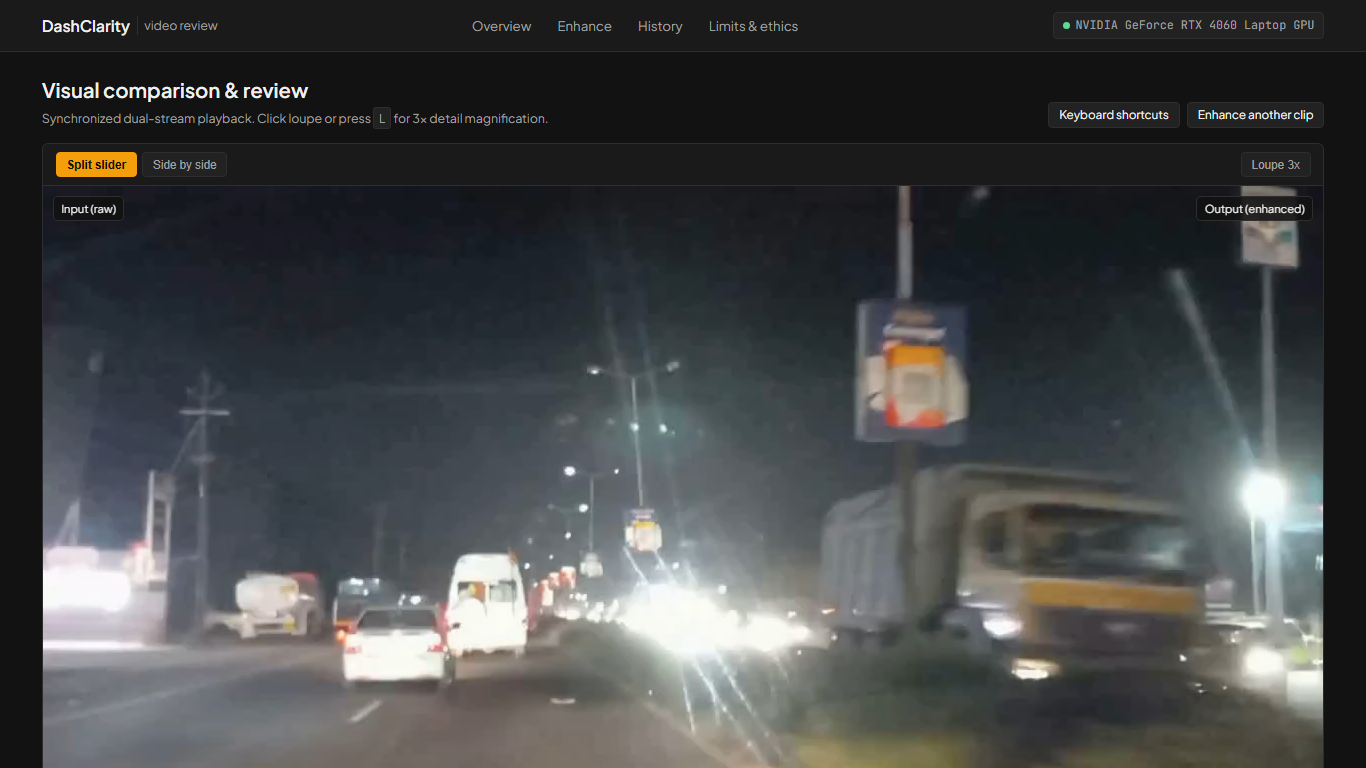 DashClarity
video review
Overview
Enhance
History
Limits & ethics
NVIDIA GeForce RTX 4060 Laptop GPU
Visual comparison & review
Synchronized dual-stream playback. Click loupe or press L for 3× detail magnification.
Keyboard shortcuts
Enhance another clip
Split slider
Side by side
Loupe 3x
Input (raw)
Output (enhanced)